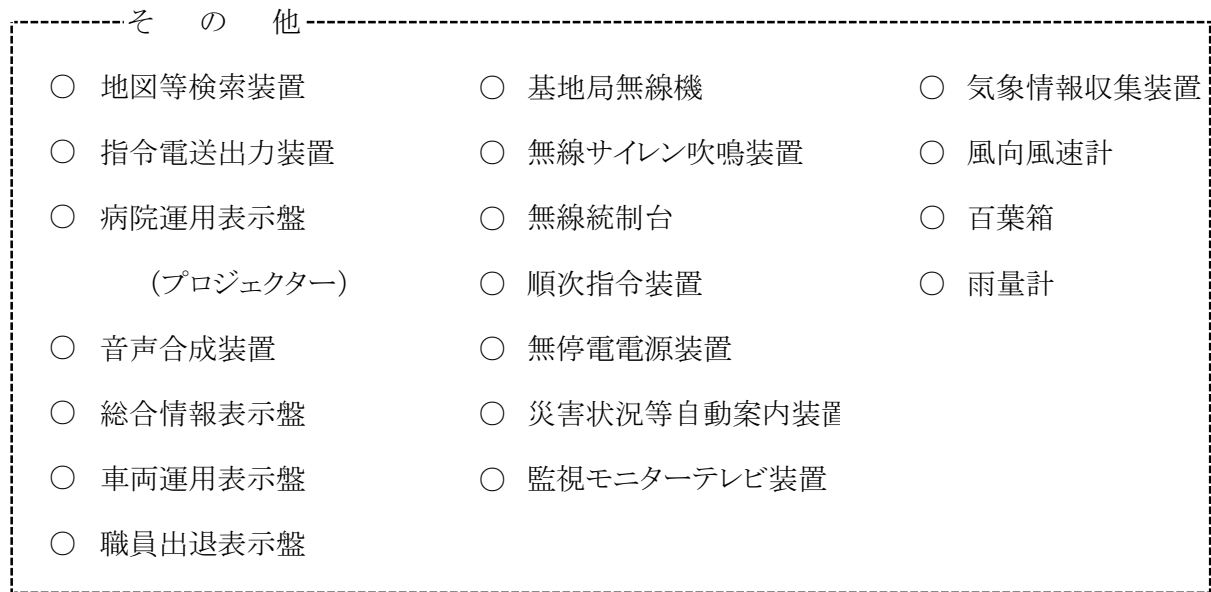 そ の 他
○ 地図等検索装置
○ 指令電送出力装置
○ 病院運用表示盤
(プロジェクター)
○ 音声合成装置
○ 総合情報表示盤
○ 車両運用表示盤
○ 職員出退表示盤
○ 基地局無線機
○ 無線サイレン吹鳴装置
○ 無線統制台
○ 順次指令装置
○ 無停電電源装置
○ 災害状況等自動案内装置
○ 監視モニターテレビ装置
○ 気象情報収集装置
○ 風向風速計
○ 百葉箱
○ 雨量計